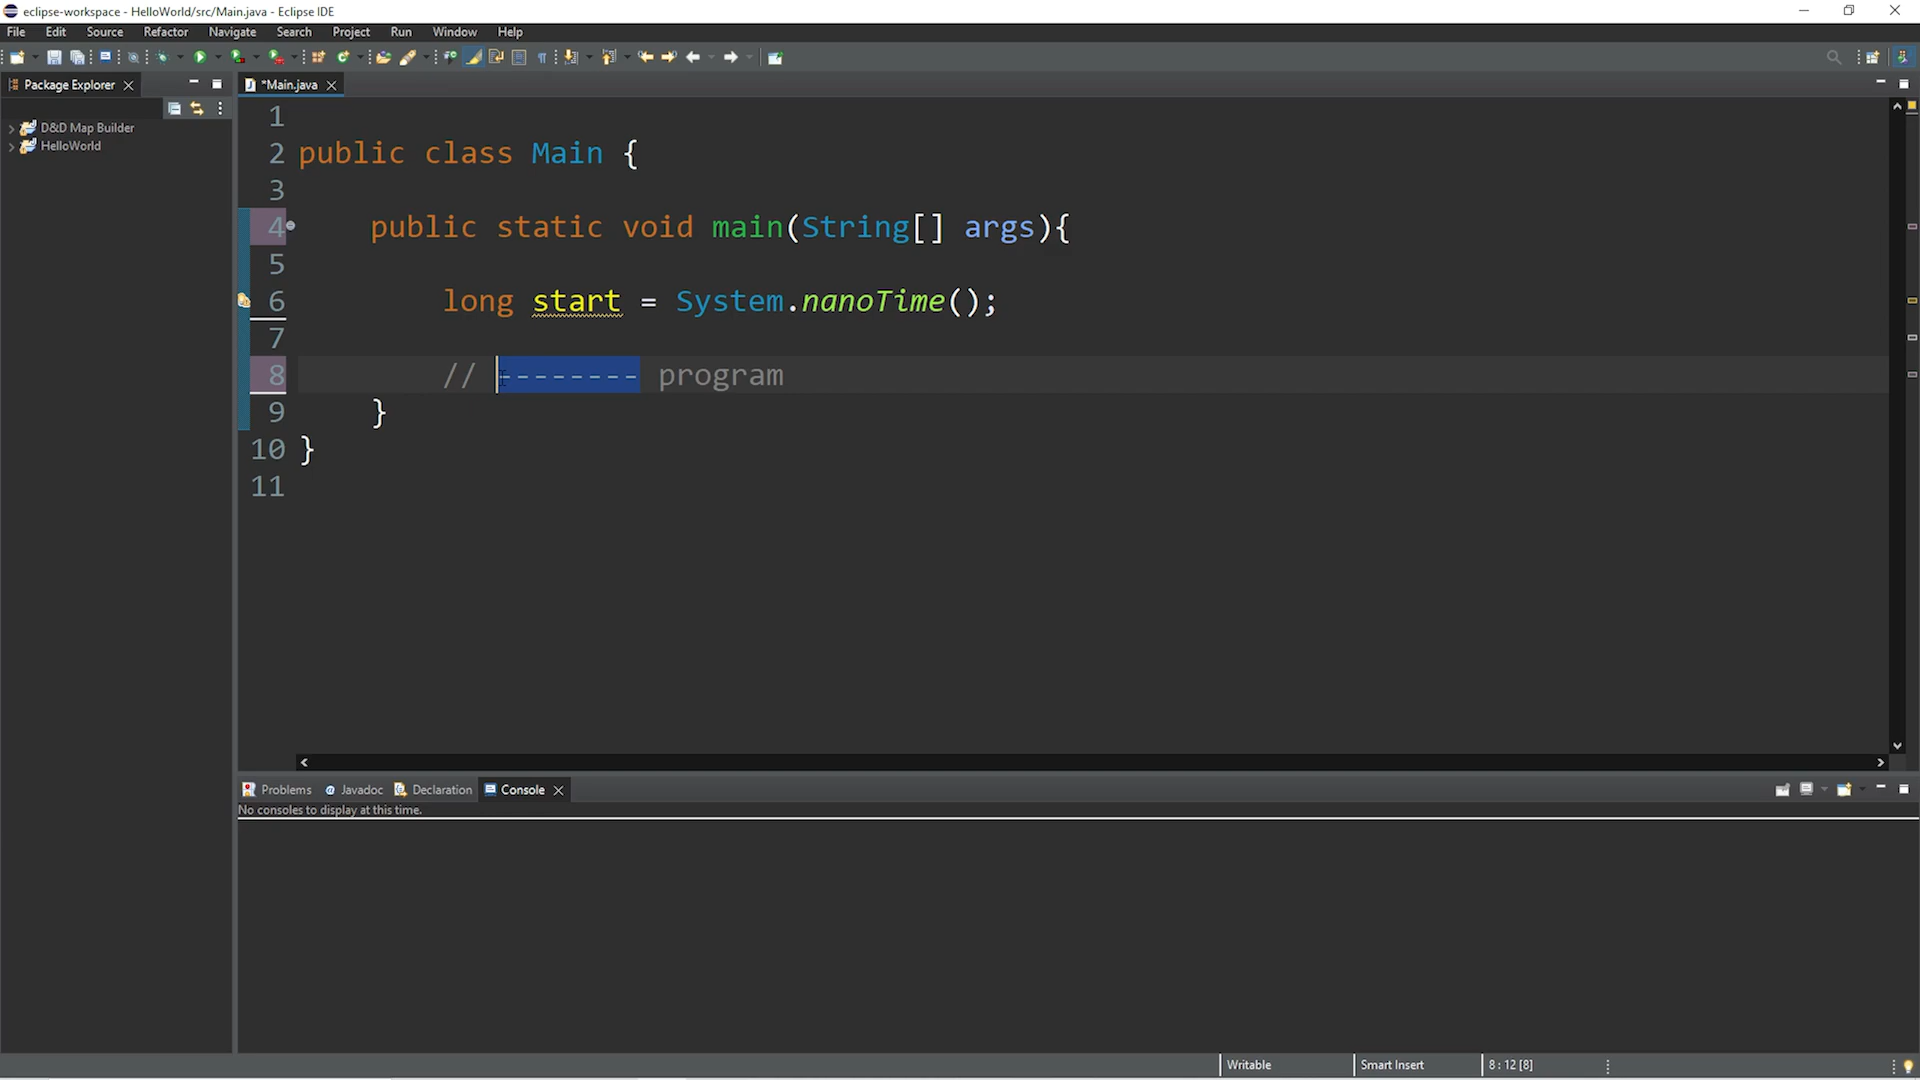 eclipse-workspace - HelloWorld/src/Main.java - Eclipse IDE
File Edit Source Refactor Navigate Search Project Run Window Help
Package Explorer
*Main.java
D&D Map Builder
HelloWorld
1
2 public class Main {
3
4 public static void main(String[] args){
5
6 long start = System.nanoTime();
7
8 // -------- program
9 }
10 }
11
Problems Javadoc Declaration Console
No consoles to display at this time.
Writable Smart Insert 8 : 12 [8]